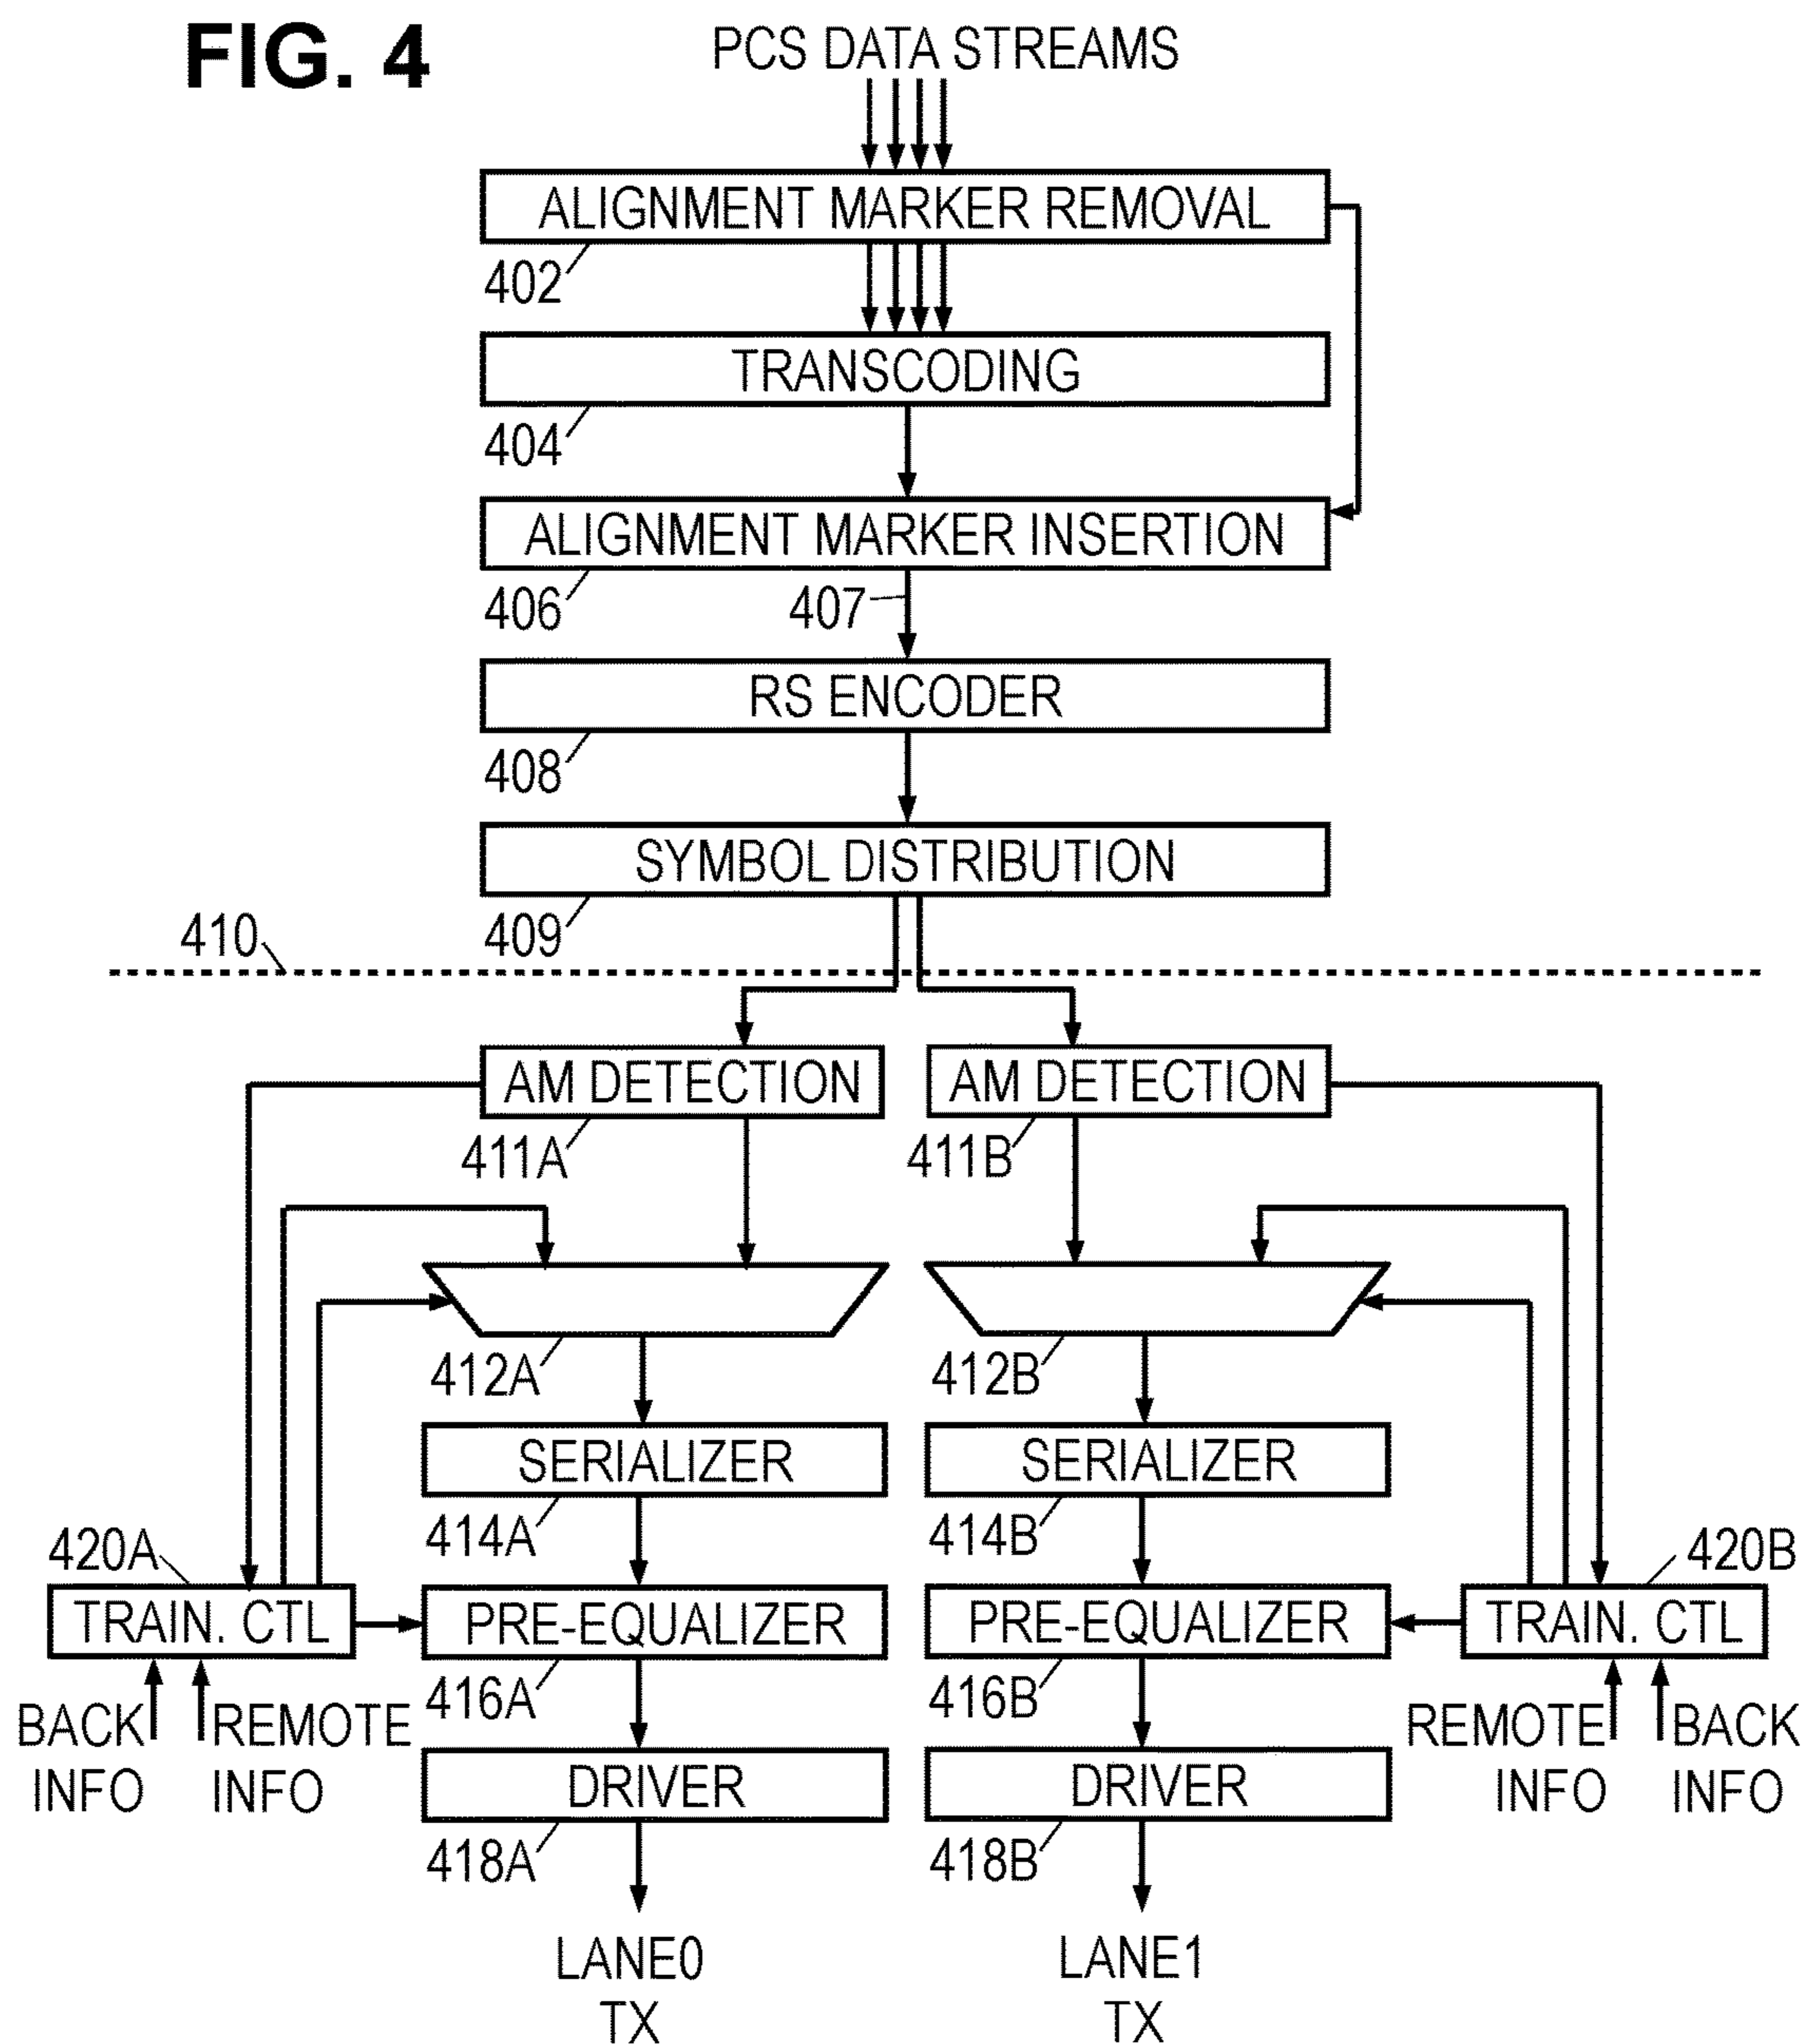 FIG. 4
PCS DATA STREAMS
ALIGNMENT MARKER REMOVAL
402
TRANSCODING
404
ALIGNMENT MARKER INSERTION
406
407
RS ENCODER
408
SYMBOL DISTRIBUTION
409
410
AM DETECTION
AM DETECTION
411A
411B
412A
412B
SERIALIZER
SERIALIZER
414A
414B
420A
420B
TRAIN. CTL
PRE-EQUALIZER
PRE-EQUALIZER
TRAIN. CTL
416A
416B
BACK
INFO
REMOTE
INFO
REMOTE
INFO
BACK
INFO
DRIVER
DRIVER
418A
418B
LANE0
TX
LANE1
TX